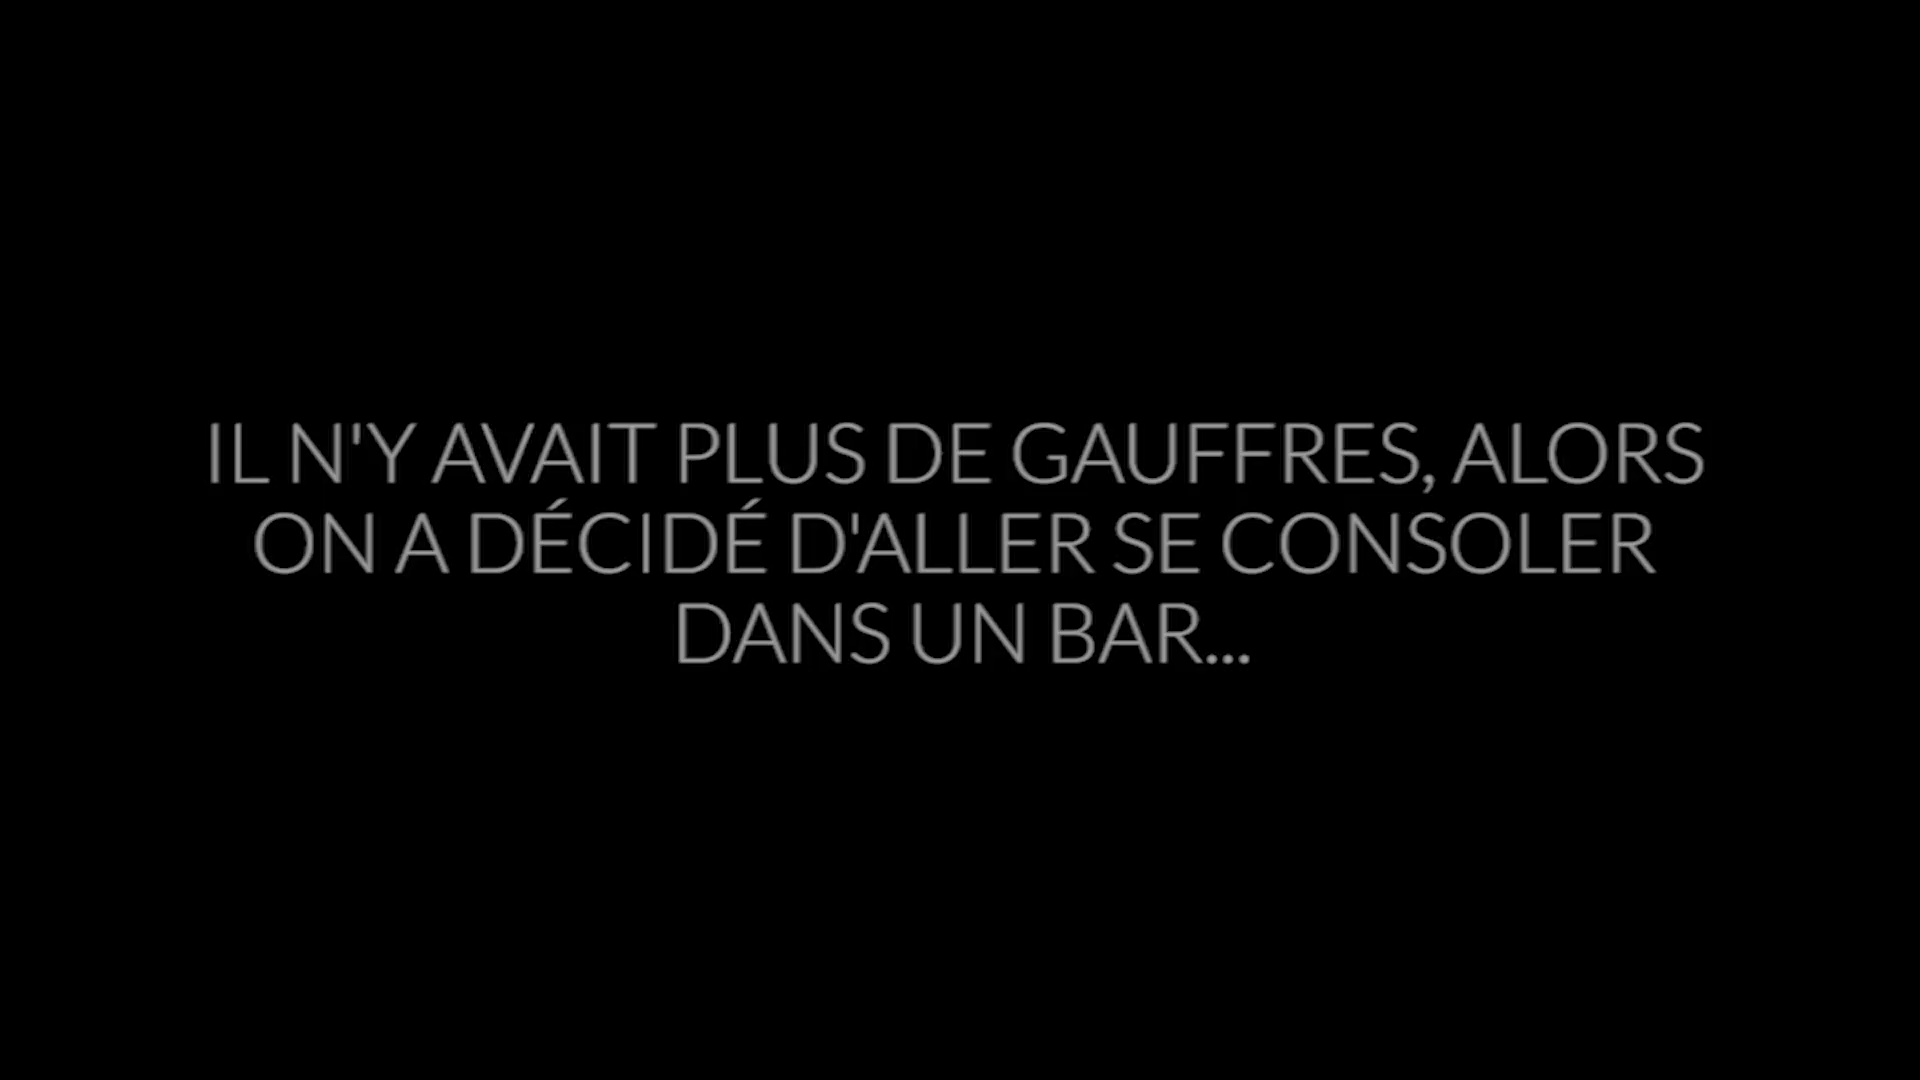 IL N'Y AVAIT PLUS DE GAUFFRES, ALORS
ON A DÉCIDÉ D'ALLER SE CONSOLER
DANS UN BAR...